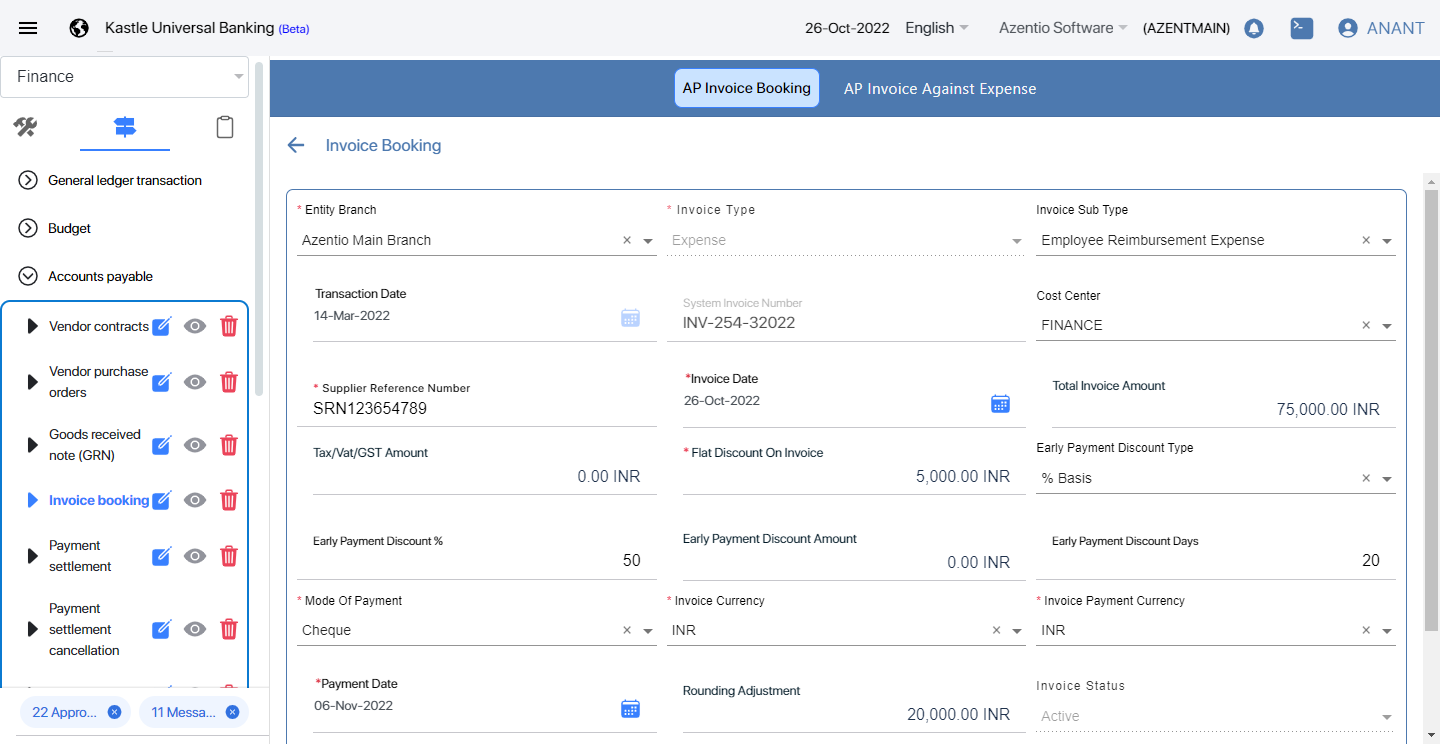 Kastle Universal Banking (Beta)
26-Oct-2022
English
Azentio Software
(AZENTMAIN)
ANANT
Finance
General ledger transaction
Budget
Accounts payable
Vendor contracts
Vendor purchase
orders
Goods received
note (GRN)
Invoice booking
Payment
settlement
Payment
settlement
cancellation
22 Appro...
11 Messa...
AP Invoice Booking
AP Invoice Against Expense
Invoice Booking
* Entity Branch
Azentio Main Branch
* Invoice Type
Expense
Invoice Sub Type
Employee Reimbursement Expense
Transaction Date
14-Mar-2022
System Invoice Number
INV-254-32022
Cost Center
FINANCE
* Supplier Reference Number
SRN123654789
*Invoice Date
26-Oct-2022
Total Invoice Amount
75,000.00 INR
Tax/Vat/GST Amount
0.00 INR
* Flat Discount On Invoice
5,000.00 INR
Early Payment Discount Type
% Basis
Early Payment Discount %
50
Early Payment Discount Amount
0.00 INR
Early Payment Discount Days
20
* Mode Of Payment
Cheque
* Invoice Currency
INR
* Invoice Payment Currency
INR
*Payment Date
06-Nov-2022
Rounding Adjustment
20,000.00 INR
Invoice Status
Active